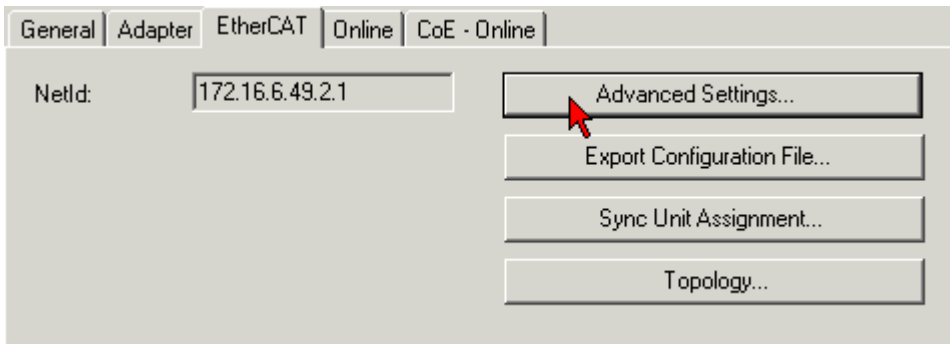 General Adapter EtherCAT Online CoE - Online
NetId: 172.16.6.49.2.1 Advanced Settings...
Export Configuration File...
Sync Unit Assignment...
Topology...